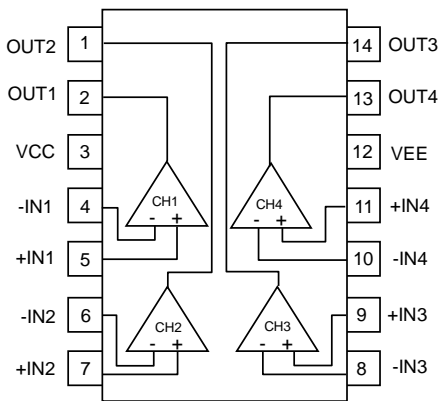 OUT2 1 14 OUT3
OUT1 2 13 OUT4
VCC 3 12 VEE
-IN1 4 CH1 - + CH4 - + 11 +IN4
+IN1 5 10 -IN4
-IN2 6 CH2 - + CH3 - + 9 +IN3
+IN2 7 8 -IN3